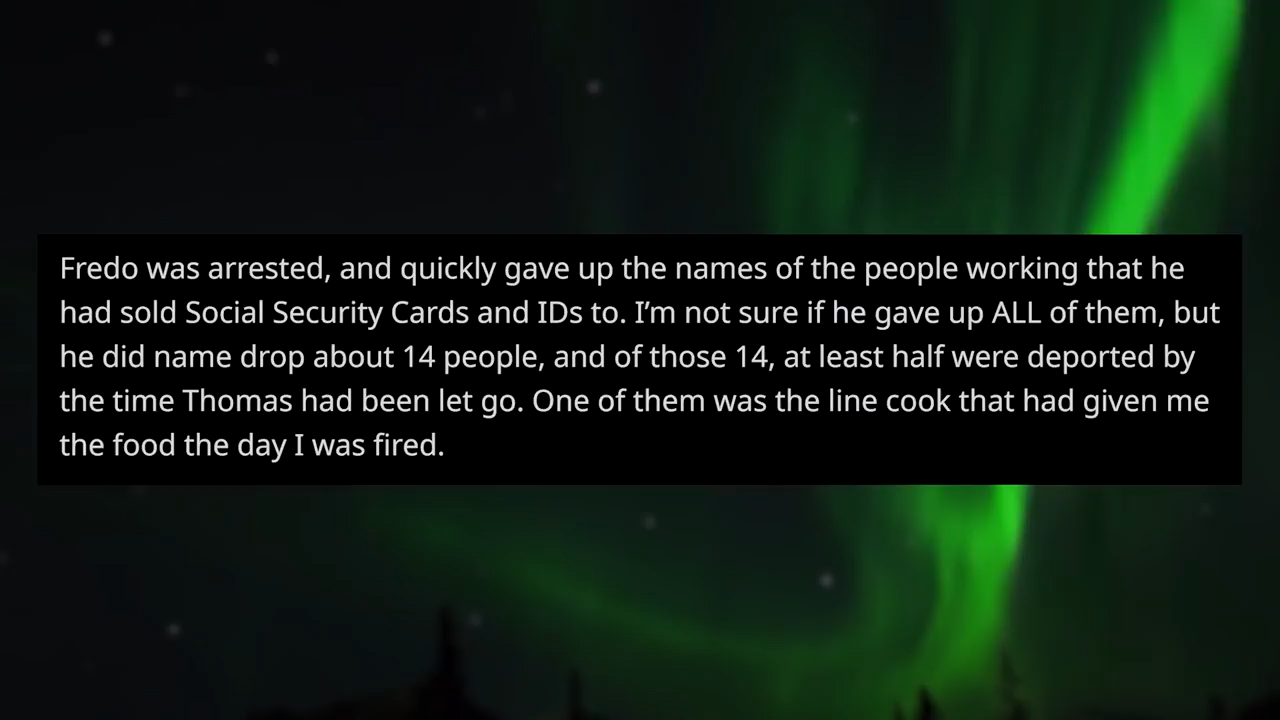 Fredo was arrested, and quickly gave up the names of the people working that he
had sold Social Security Cards and IDs to. I’m not sure if he gave up ALL of them, but
he did name drop about 14 people, and of those 14, at least half were deported by
the time Thomas had been let go. One of them was the line cook that had given me
the food the day I was fired.